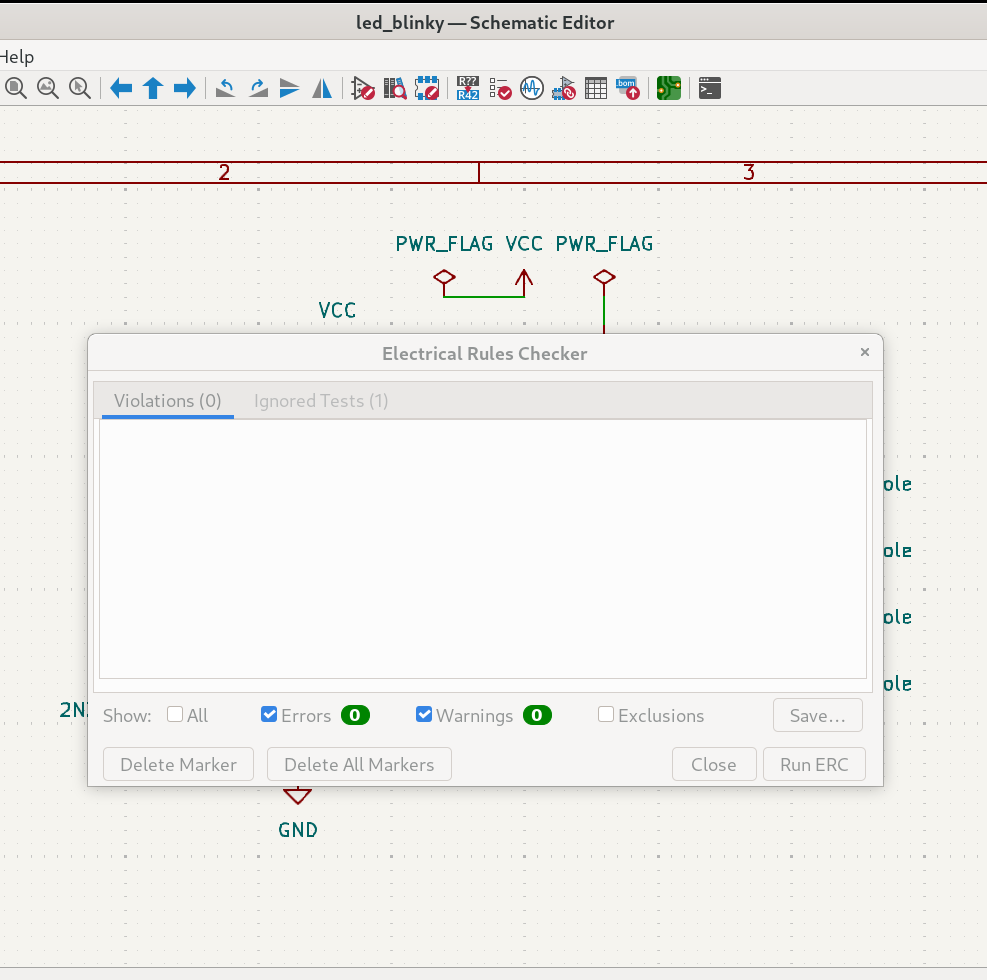 led_blinky — Schematic Editor
Help
R??
R42
bom
2 3
PWR_FLAG VCC PWR_FLAG
VCC
Electrical Rules Checker
Violations (0) Ignored Tests (1)
ole
ole
ole
ole
2N
Show: All Errors 0 Warnings 0 Exclusions Save...
Delete Marker Delete All Markers Close Run ERC
GND